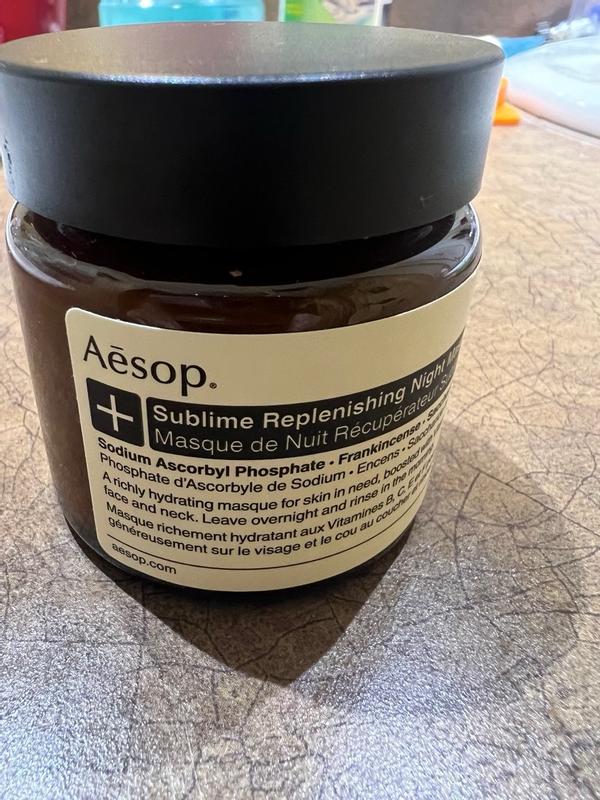 Aēsop®
Sublime Replenishing Night
Masque de Nuit Récupérateur
Sodium Ascorbyl Phosphate • Frankincense •
Phosphate d'Ascorbyle de Sodium • Encens •
A richly hydrating masque for skin in need, boosted
face and neck. Leave overnight and rinse in the
Masque richement hydratant aux Vitamines B, C, E
généreusement sur le visage et le cou au coucher
aesop.com